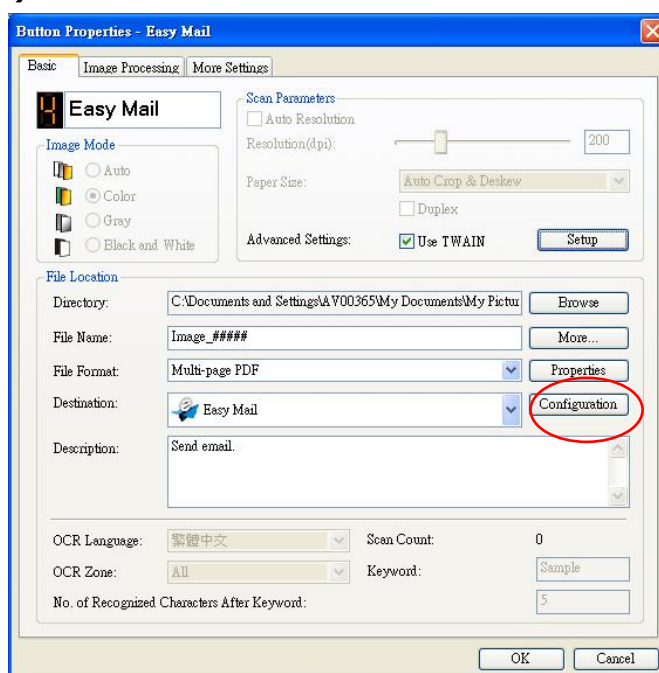 Button Properties - Easy Mail
Basic Image Processing More Settings
4 Easy Mail
Scan Parameters
Auto Resolution
Resolution(dpi): 200
Paper Size: Auto Crop & Deskew
Duplex
Advanced Settings: Use TWAIN Setup
Image Mode
Auto
Color
Gray
Black and White
File Location
Directory: C:\Documents and Settings\AV00365\My Documents\My Pictur Browse
File Name: Image_##### More...
File Format: Multi-page PDF Properties
Destination: Easy Mail Configuration
Description: Send email.
OCR Language: 繁體中文 Scan Count: 0
OCR Zone: All Keyword: Sample
No. of Recognized Characters After Keyword: 5
OK Cancel